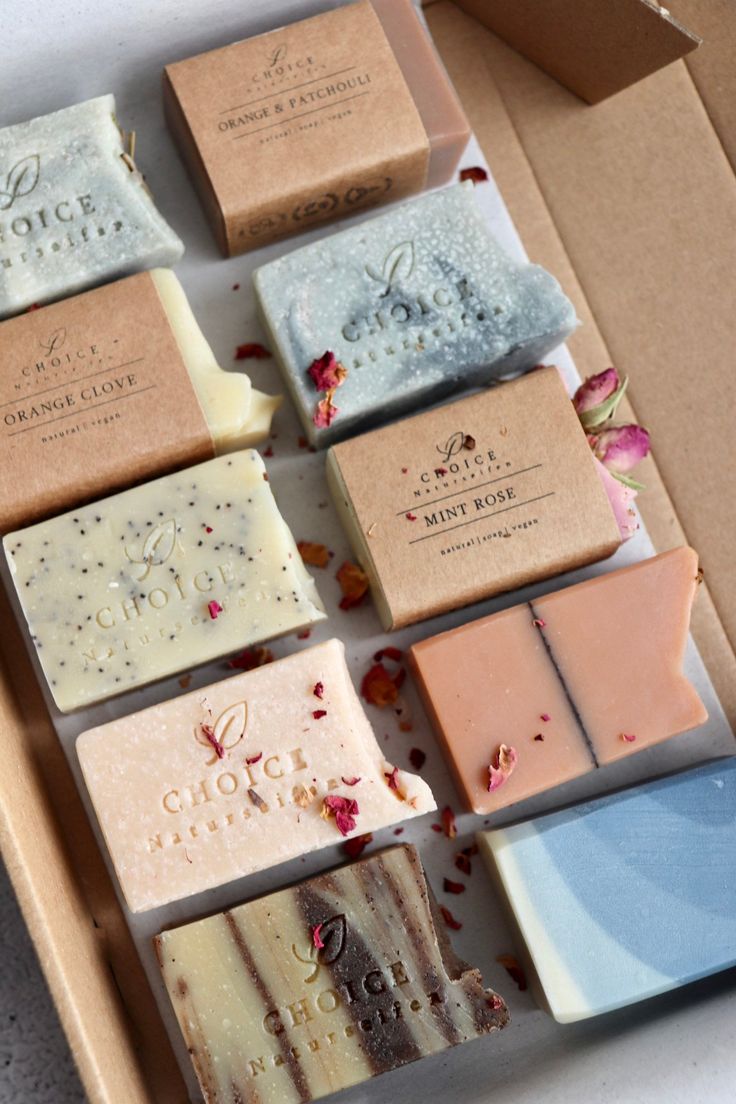 CHOICE
Naturseifen
ORANGE & PATCHOULI
natural | soap | vegan
CHOICE
Naturseifen.
CHOICE
Naturseifen
CHOICE
Naturseifen
ORANGE CLOVE
natural | vegan
CHOICE
Naturseifen
MINT ROSE
natural | soap | vegan
CHOICE
Naturseifen
CHOICE
Naturseifen
CHOICE
Naturseifen